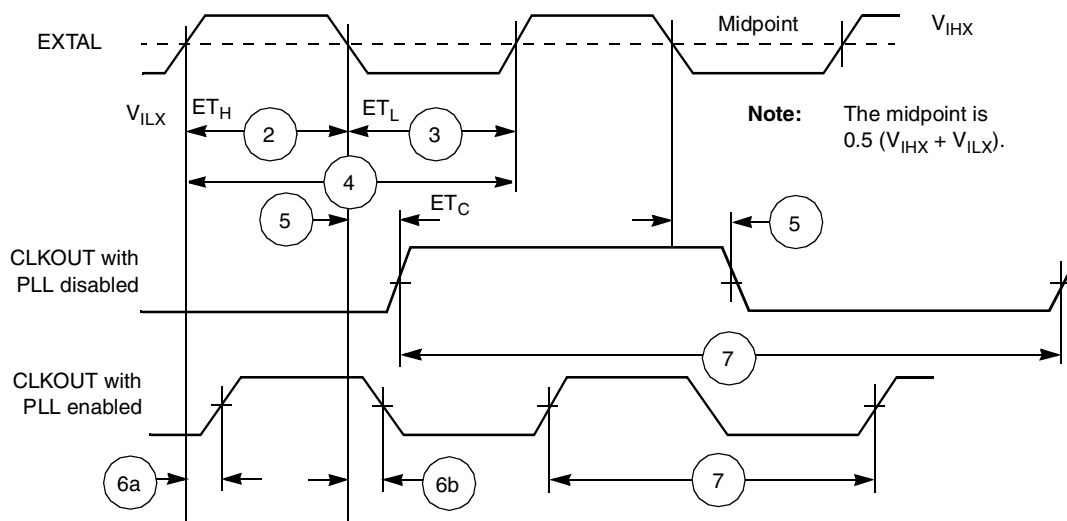 EXTAL
Midpoint
V_IHX
V_ILX
ET_H
2
ET_L
3
Note: The midpoint is
0.5 (V_IHX + V_ILX).
4
5
ET_C
5
CLKOUT with
PLL disabled
7
CLKOUT with
PLL enabled
6a
6b
7